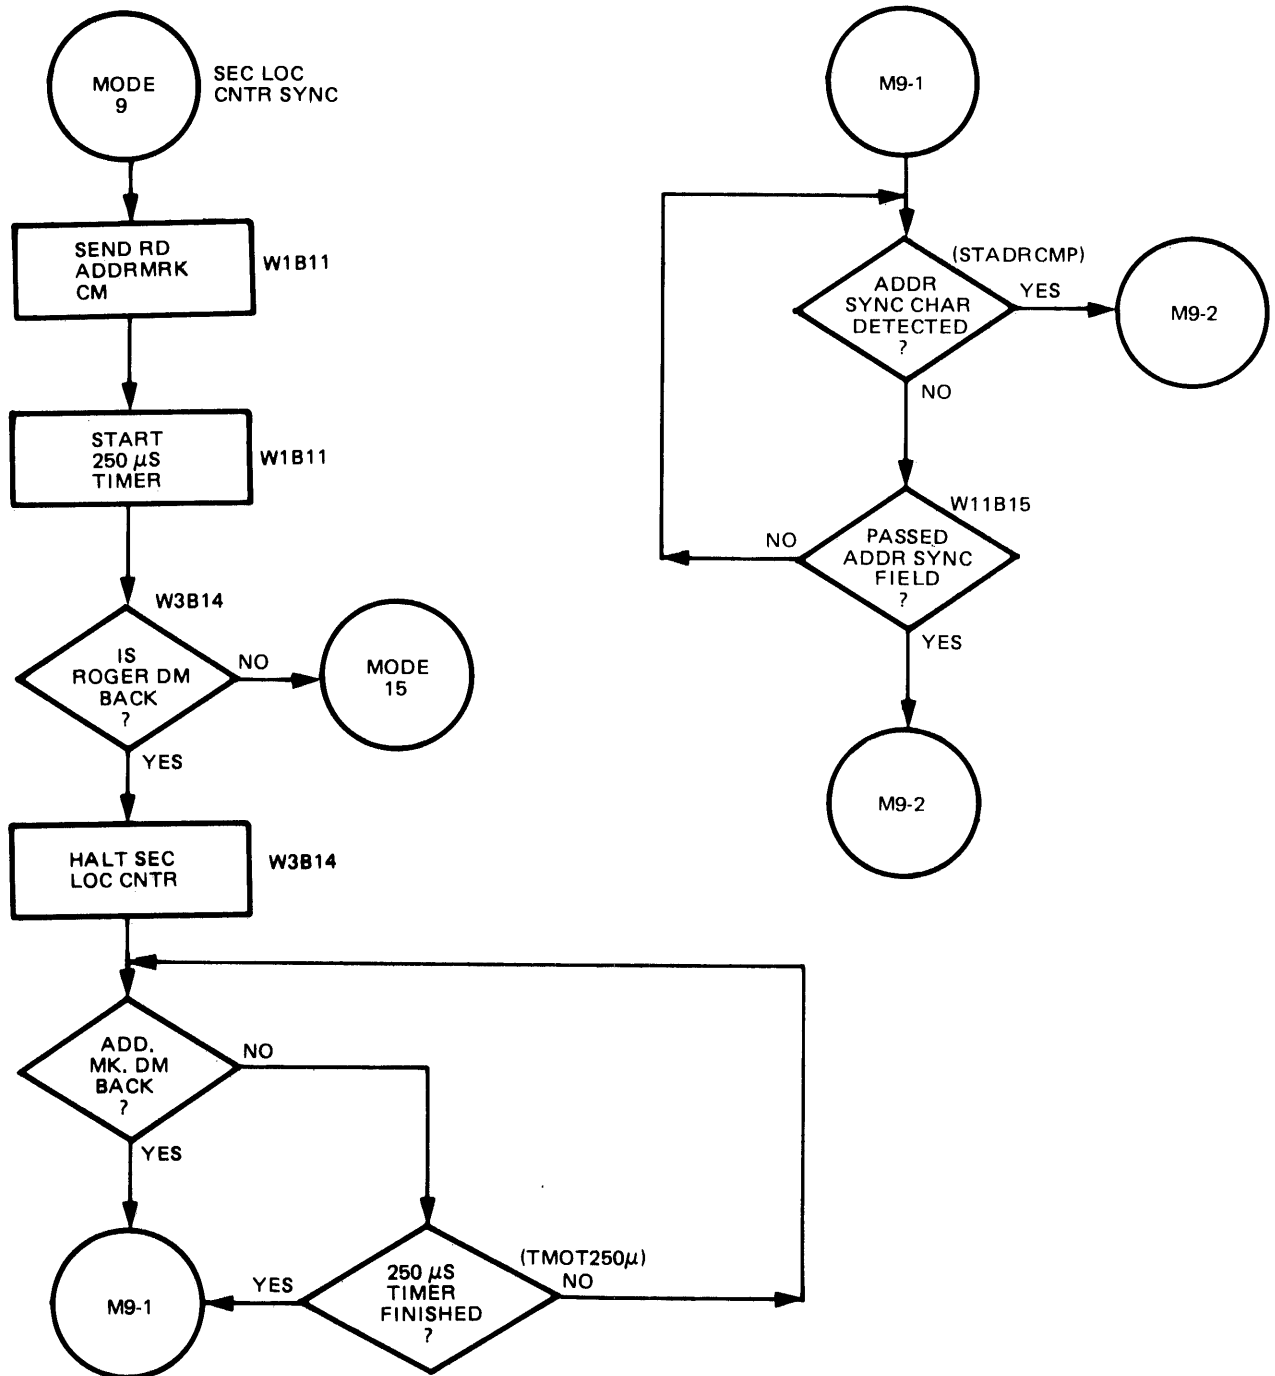 MODE
9
SEC LOC
CNTR SYNC
SEND RD
ADDRMRK
CM
W1B11
START
250 µS
TIMER
W1B11
W3B14
IS
ROGER DM
BACK
?
NO
MODE
15
YES
HALT SEC
LOC CNTR
W3B14
ADD.
MK. DM
BACK
?
NO
YES
M9-1
YES
250 µS
TIMER
FINISHED
?
(TMOT250µ)
NO
M9-1
(STADRCMP)
ADDR
SYNC CHAR
DETECTED
?
YES
M9-2
NO
W11B15
PASSED
ADDR SYNC
FIELD
?
NO
YES
M9-2